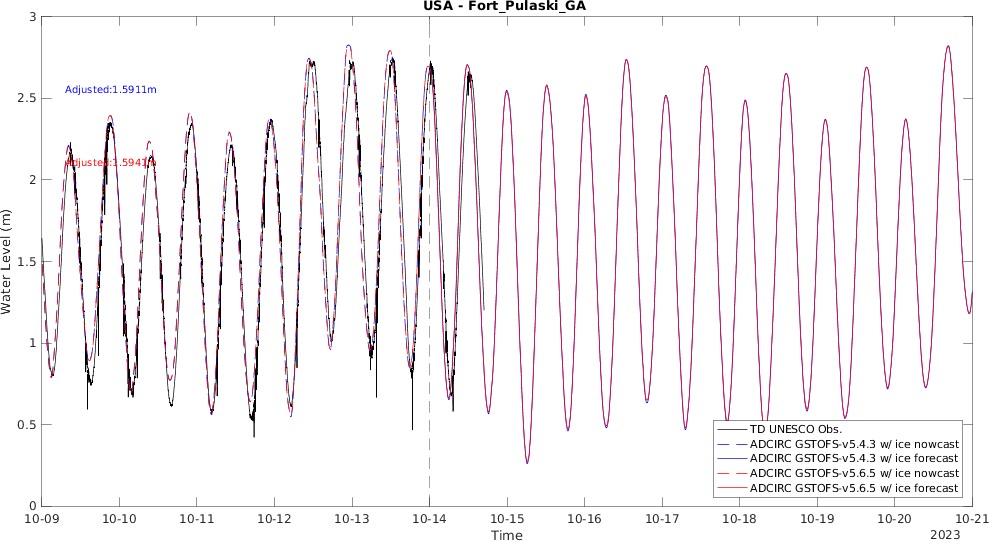 USA - Fort_Pulaski_GA
3
2.5
2
1.5
1
0.5
0
Water Level (m)
Adjusted:1.5911m
Adjusted:1.5941m
TD UNESCO Obs.
ADCIRC GSTOFS-v5.4.3 w/ ice nowcast
ADCIRC GSTOFS-v5.4.3 w/ ice forecast
ADCIRC GSTOFS-v5.6.5 w/ ice nowcast
ADCIRC GSTOFS-v5.6.5 w/ ice forecast
10-09 10-10 10-11 10-12 10-13 10-14 10-15 10-16 10-17 10-18 10-19 10-20 10-21
Time
2023